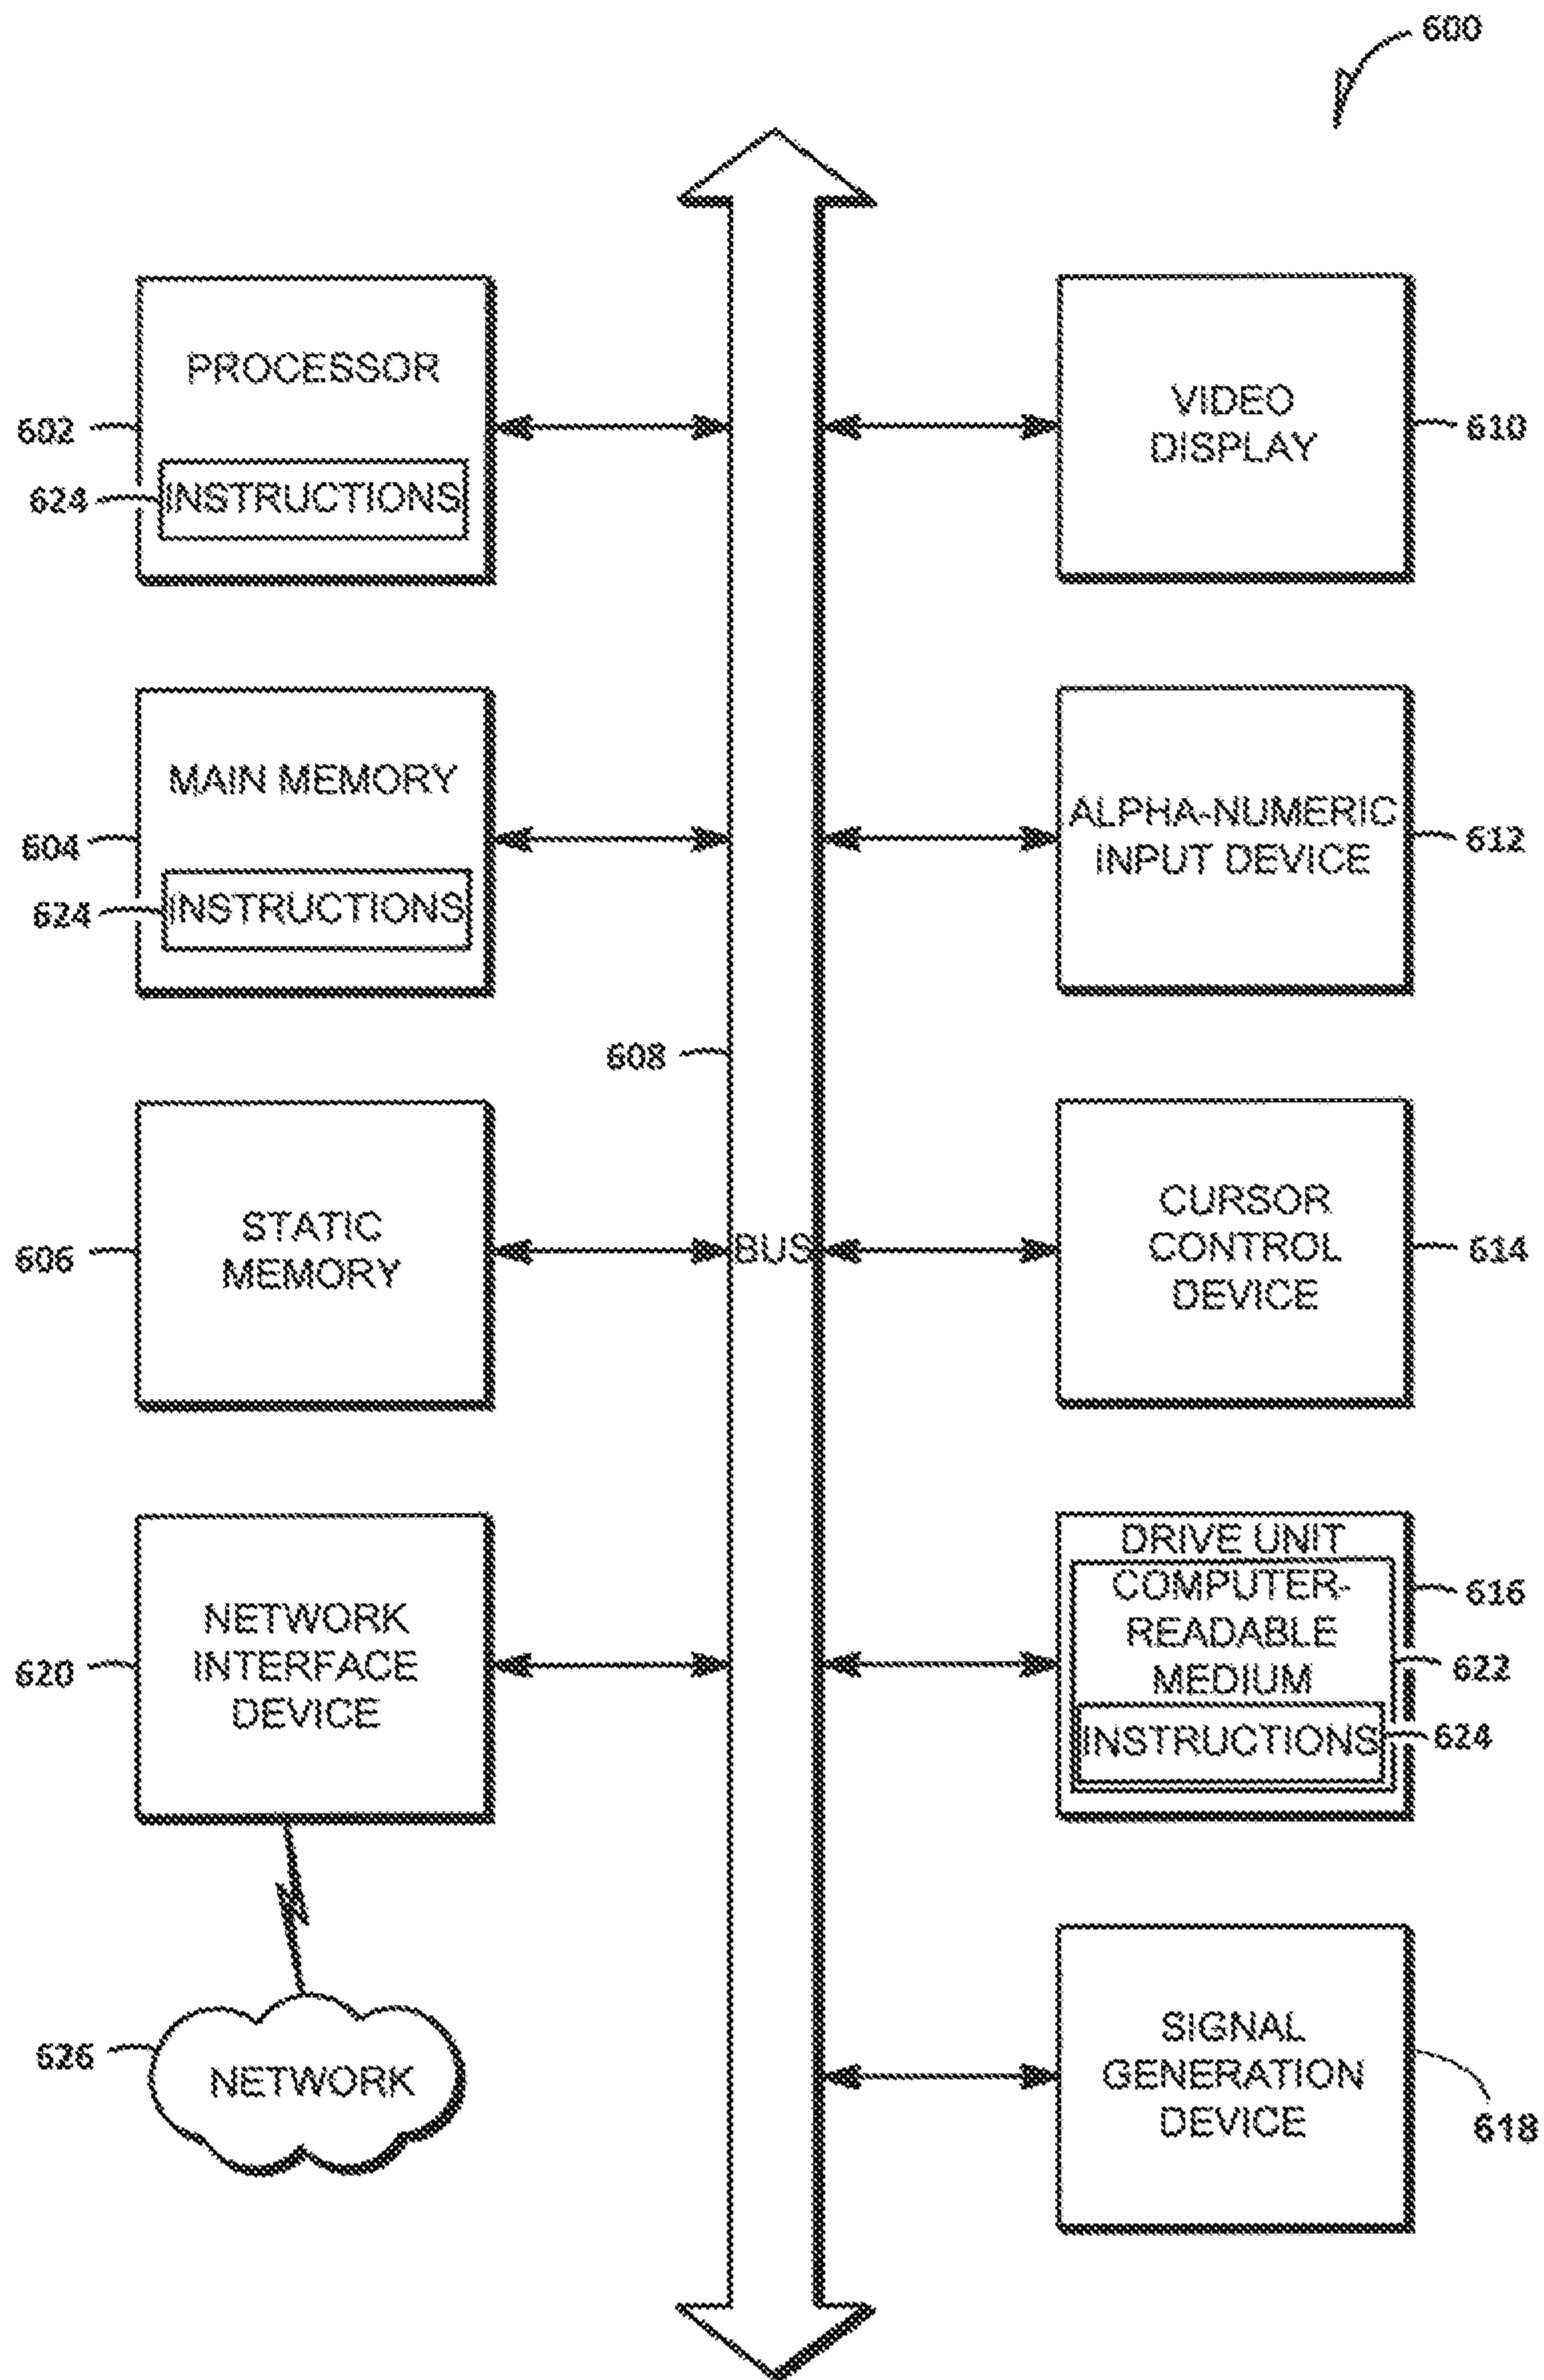 600
PROCESSOR
602
624
INSTRUCTIONS
VIDEO
DISPLAY
610
MAIN MEMORY
604
624
INSTRUCTIONS
ALPHA-NUMERIC
INPUT DEVICE
612
608
STATIC
MEMORY
606
BUS
CURSOR
CONTROL
DEVICE
614
NETWORK
INTERFACE
DEVICE
620
DRIVE UNIT
COMPUTER-
READABLE
MEDIUM
INSTRUCTIONS
616
622
624
626
NETWORK
SIGNAL
GENERATION
DEVICE
618